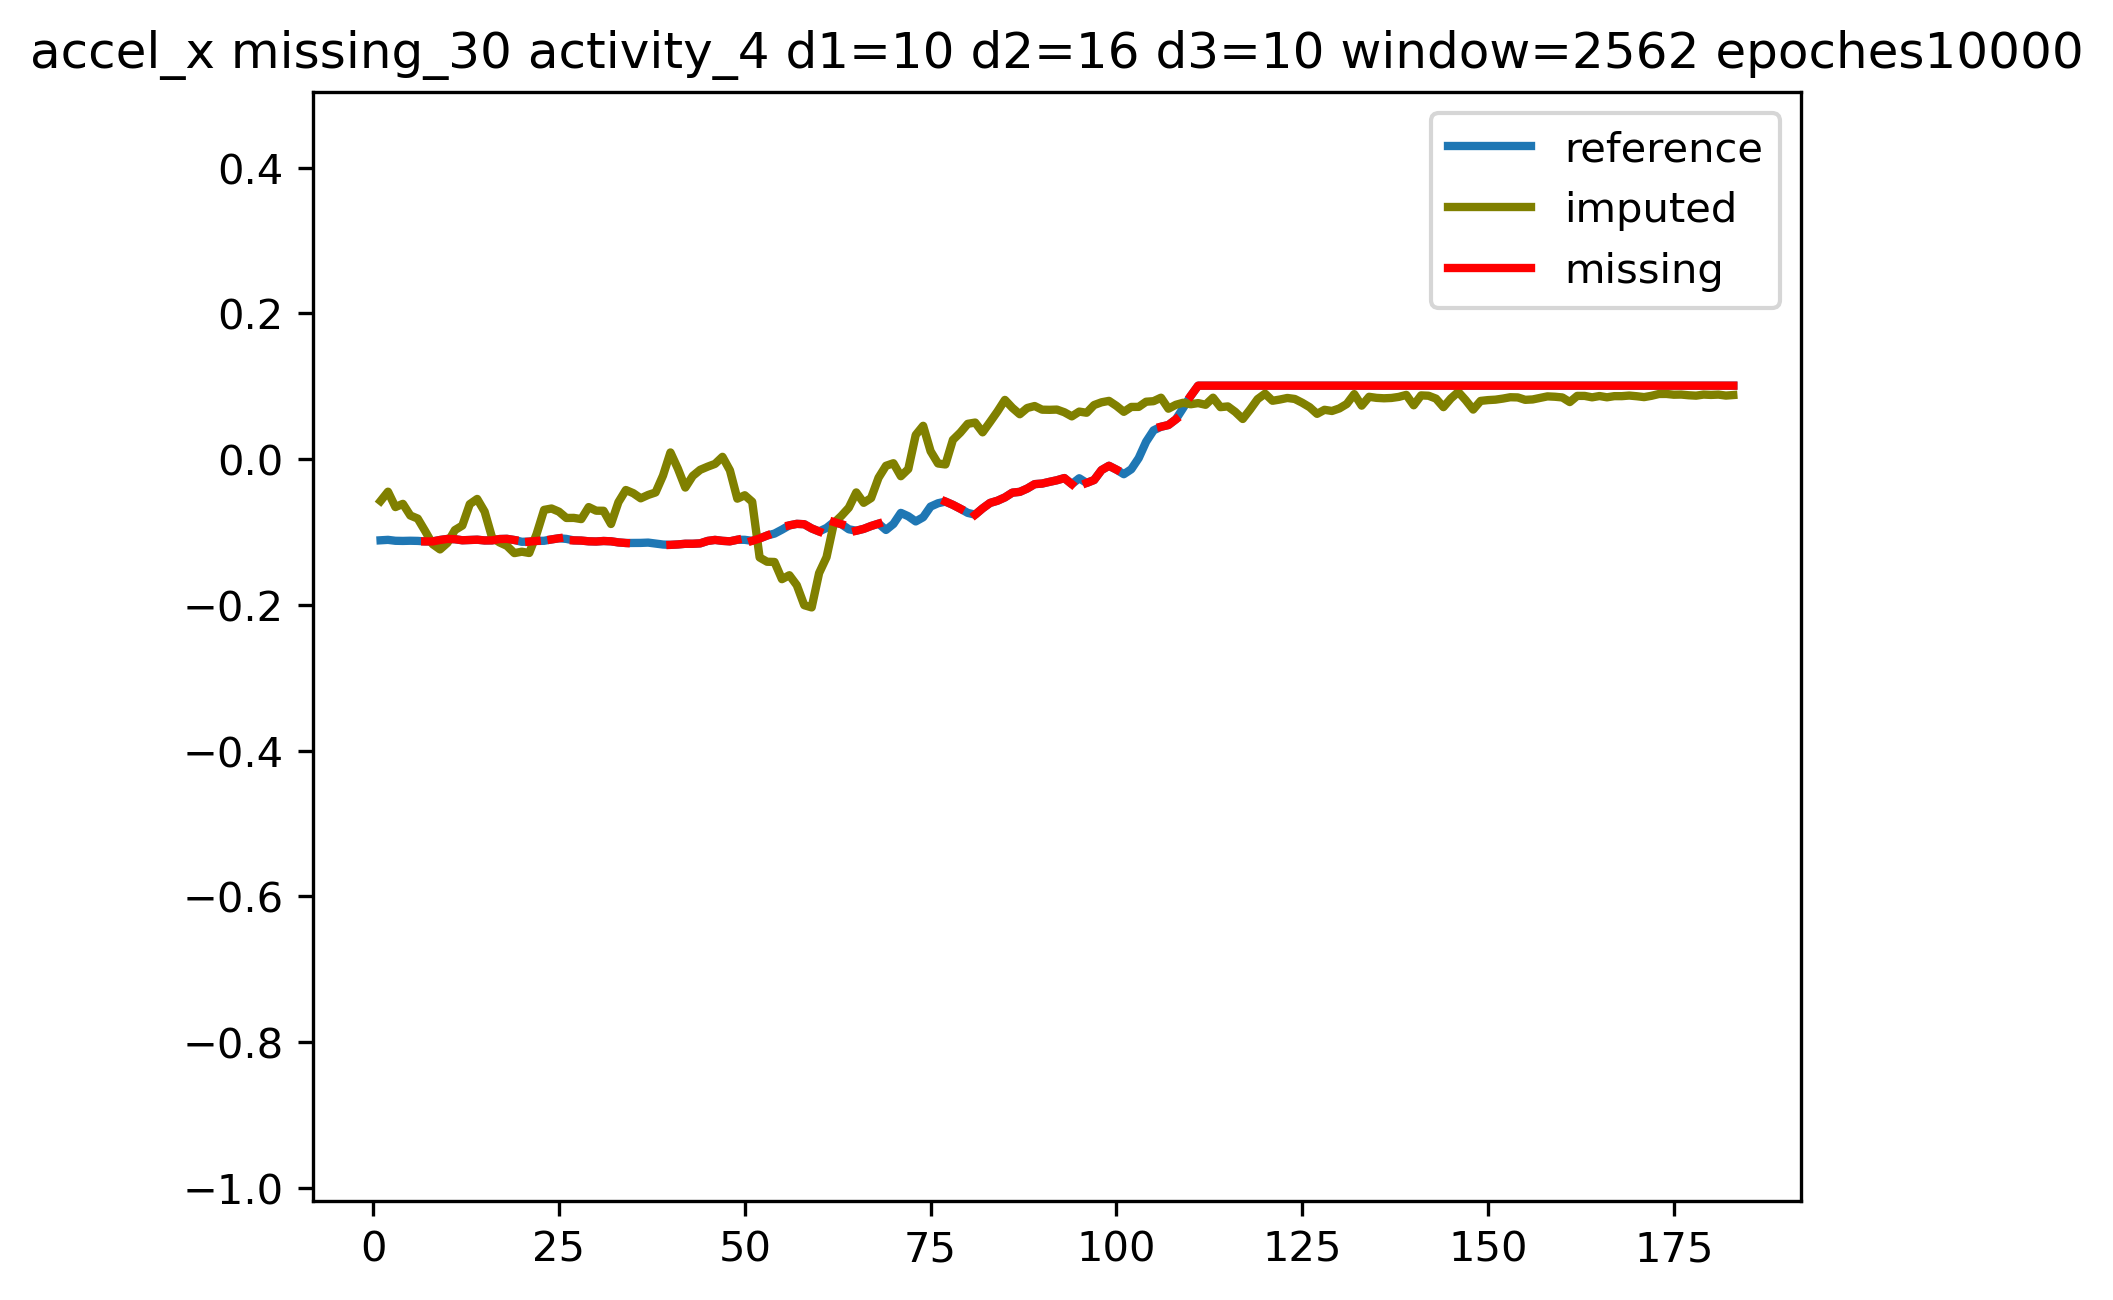 accel_x missing_30 activity_4 d1=10 d2=16 d3=10 window=2562 epoches10000
reference
imputed
missing
0.4
0.2
0.0
−0.2
−0.4
−0.6
−0.8
−1.0
0 25 50 75 100 125 150 175